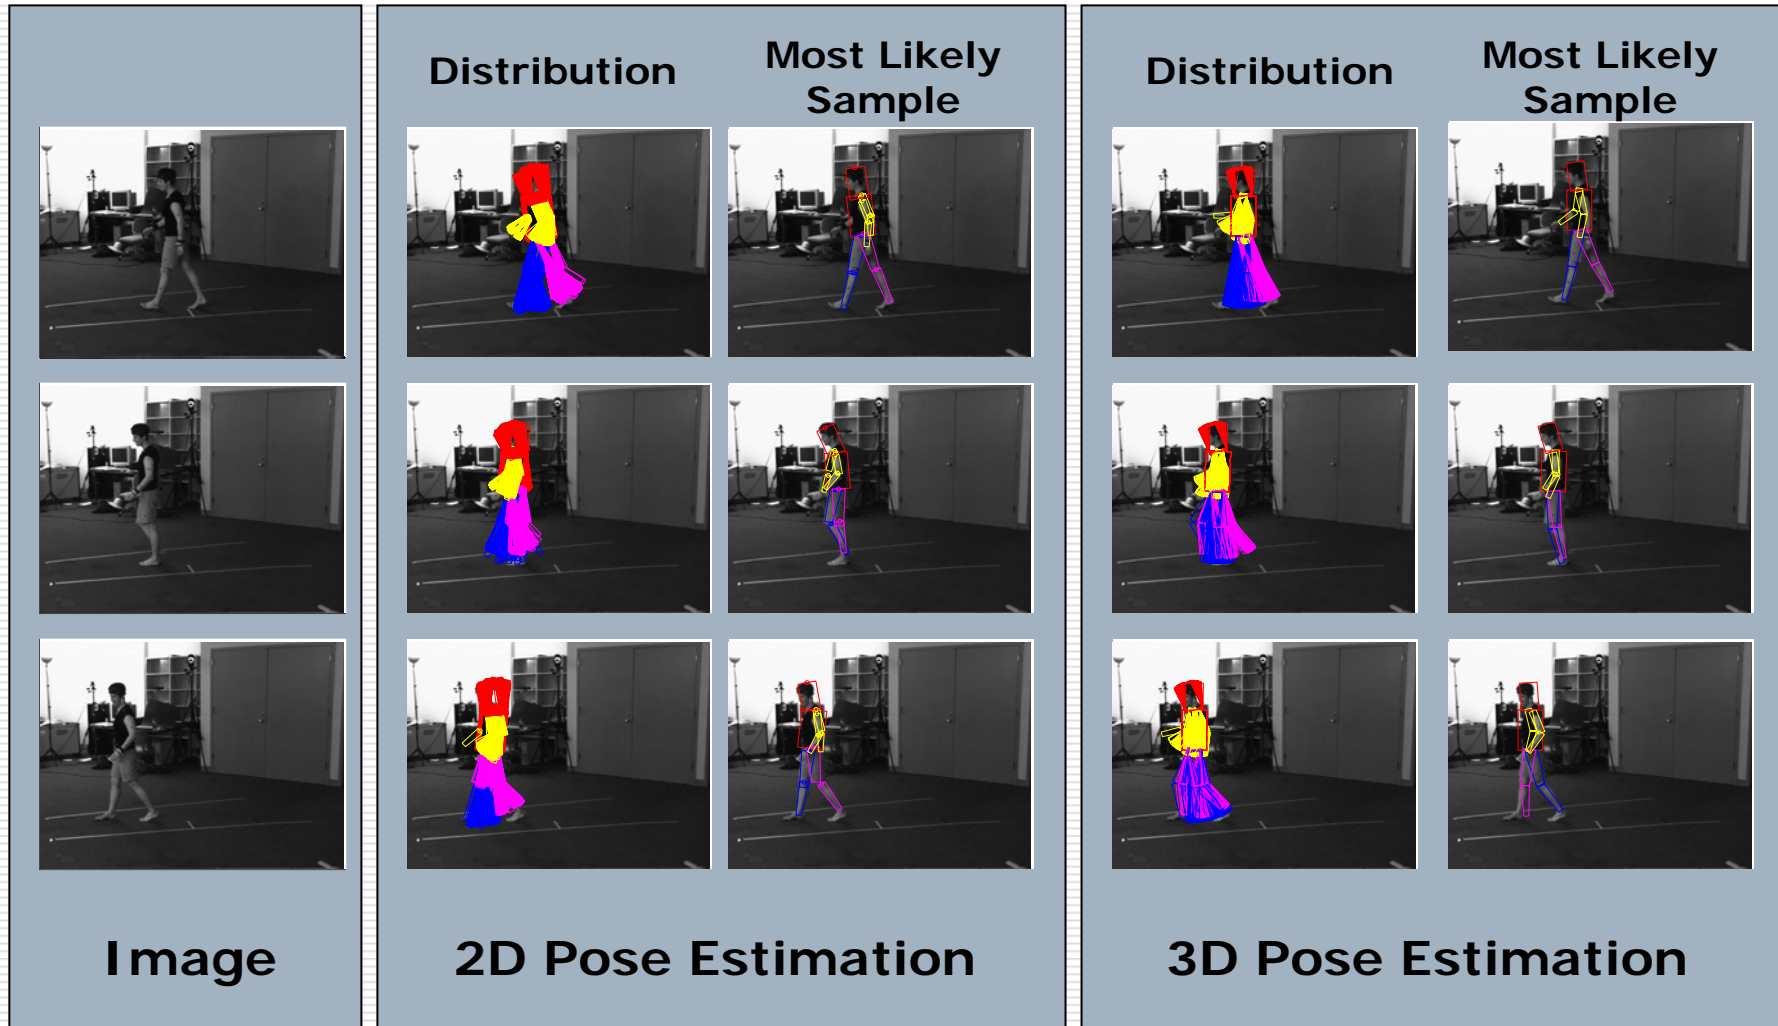 Distribution
Most Likely
Sample
Distribution
Most Likely
Sample
Image
2D Pose Estimation
3D Pose Estimation